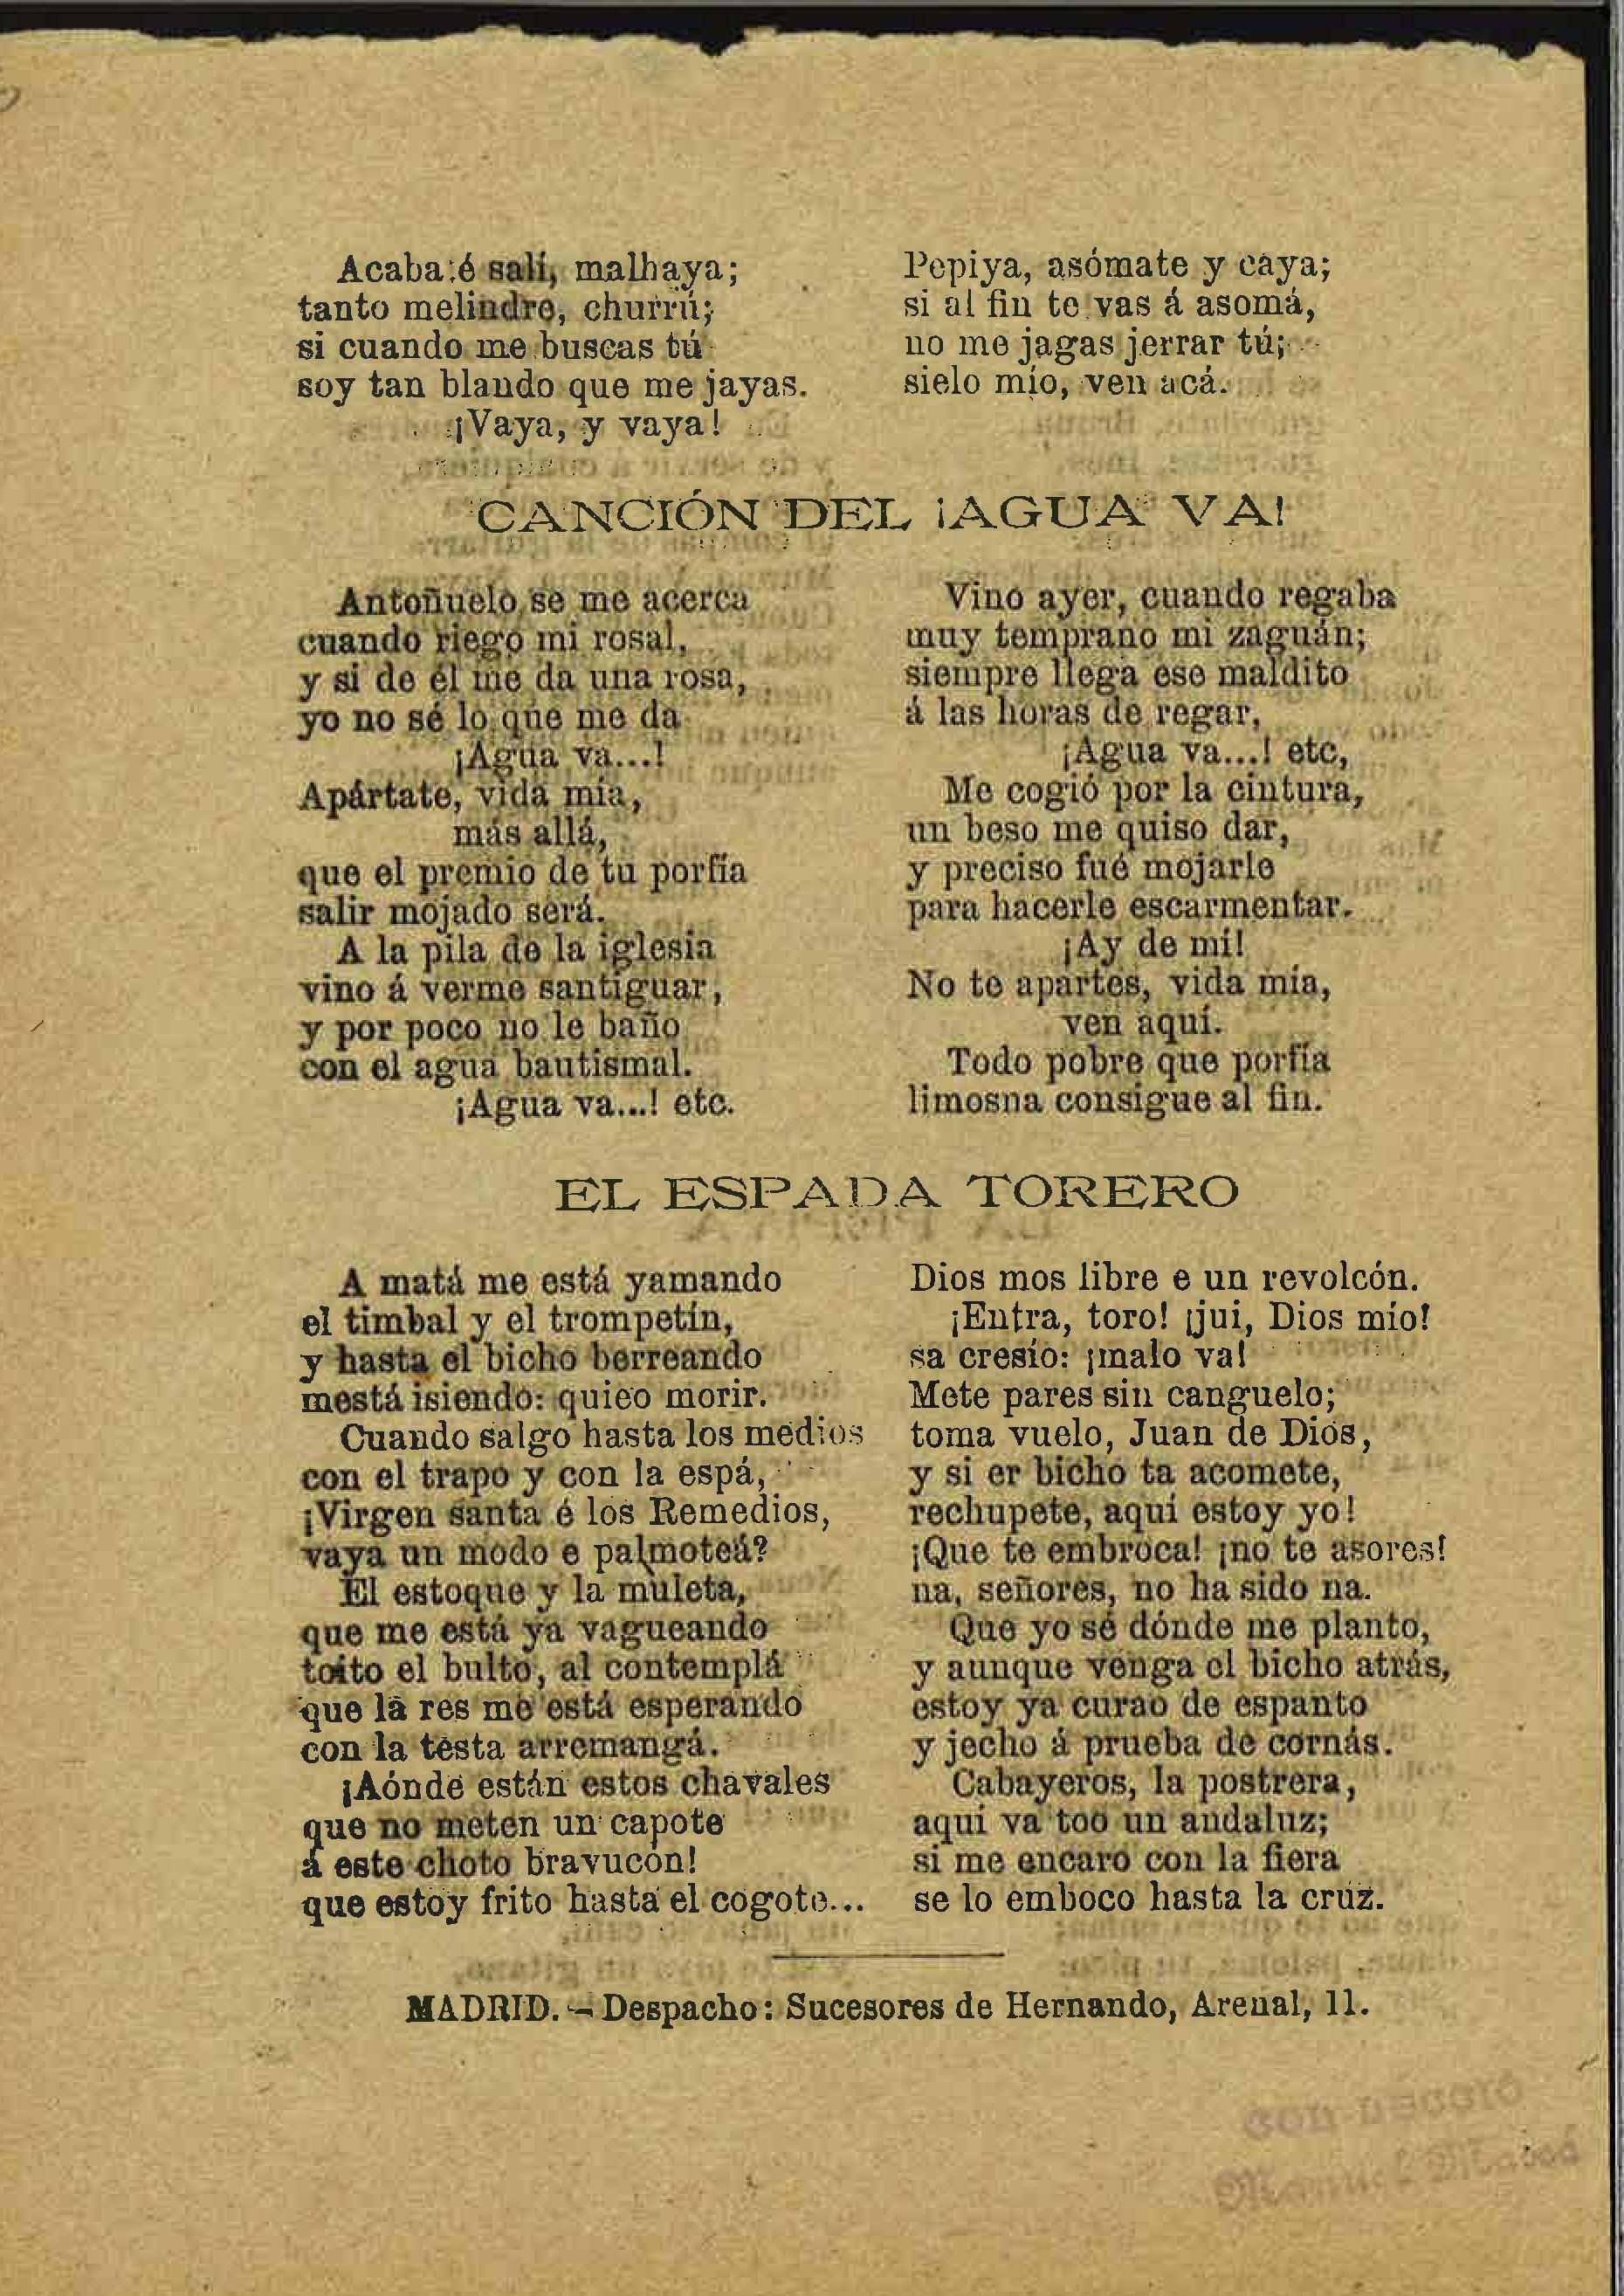 Acaba é salí, malhaya;
tanto melindre, churrú;
si cuando me buscas tú
soy tan blando que me jayas.
¡Vaya, y vaya!
Pepiya, asómate y caya;
si al fin te vas á asomá,
no me jagas jerrar tú;
sielo mío, ven acá.
CANCIÓN DEL ¡AGUA VA!
Antoñuelo se me acerca
cuando riego mi rosal,
y si de él me da una rosa,
yo no sé lo que me da
¡Agua va...!
Apártate, vida mía,
más allá,
que el premio de tu porfía
salir mojado será.
A la pila de la iglesia
vino á verme santiguar,
y por poco no le baño
con el agua bautismal.
¡Agua va...! etc.
Vino ayer, cuando regaba
muy temprano mi zaguán;
siempre llega ese maldito
á las horas de regar,
¡Agua va...! etc,
Me cogió por la cintura,
un beso me quiso dar,
y preciso fué mojarle
para hacerle escarmentar.
¡Ay de mí!
No te apartes, vida mía,
ven aquí.
Todo pobre que porfía
limosna consigue al fin.
EL ESPADA TORERO
A matá me está yamando
el timbal y el trompetín,
y hasta el bicho berreando
mestá isiendo: quieo morir.
Cuando salgo hasta los medios
con el trapo y con la espá,
¡Virgen santa é los Remedios,
vaya un modo e palmoteá?
El estoque y la muleta,
que me está ya vagueando
toito el bulto, al contemplá
que la res me está esperando
con la testa arremangá.
¡Aónde están estos chavales
que no meten un capote
á este choto bravucón!
que estoy frito hasta el cogote...
Dios mos libre e un revolcón.
¡Entra, toro! ¡jui, Dios mío!
sa cresío: ¡malo va!
Mete pares sin canguelo;
toma vuelo, Juan de Dios,
y si er bicho ta acomete,
rechupete, aquí estoy yo!
¡Que te embroca! ¡no te asores!
na, señores, no ha sido na.
Que yo sé dónde me planto,
y aunque venga el bicho atrás,
estoy ya curao de espanto
y jecho á prueba de cornás.
Cabayeros, la postrera,
aquí va too un andaluz;
si me encaro con la fiera
se lo emboco hasta la cruz.
MADRID. — Despacho: Sucesores de Hernando, Arenal, 11.